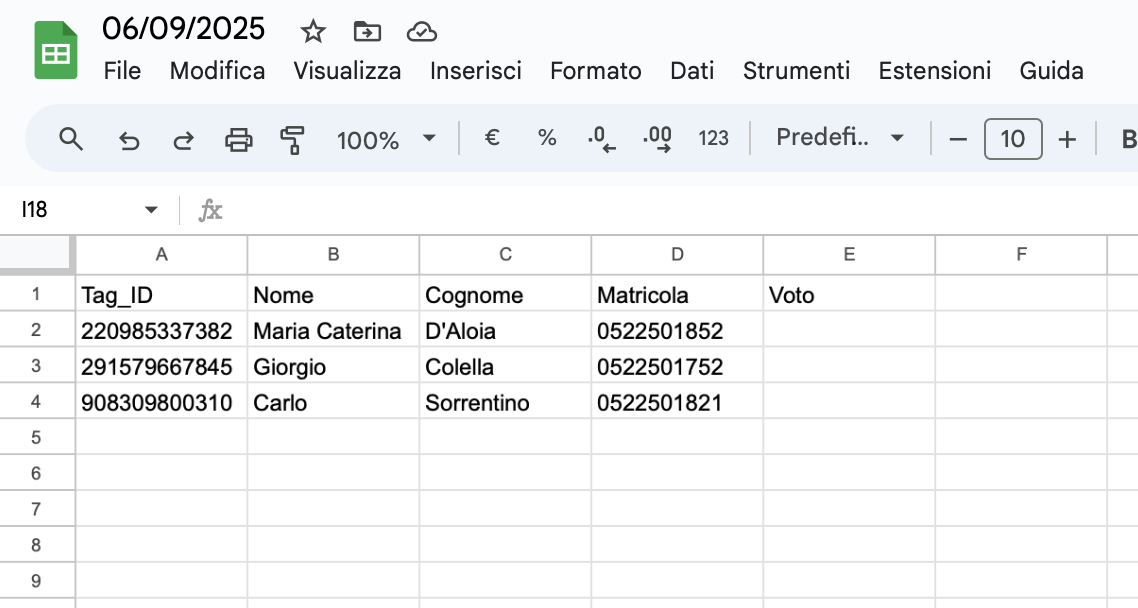 06/09/2025
File Modifica Visualizza Inserisci Formato Dati Strumenti Estensioni Guida
100% € % .0 .00 123 Predefi.. 10 B
I18 fx
A B C D E F
1 Tag_ID Nome Cognome Matricola Voto
2 220985337382 Maria Caterina D'Aloia 0522501852
3 291579667845 Giorgio Colella 0522501752
4 908309800310 Carlo Sorrentino 0522501821
5
6
7
8
9